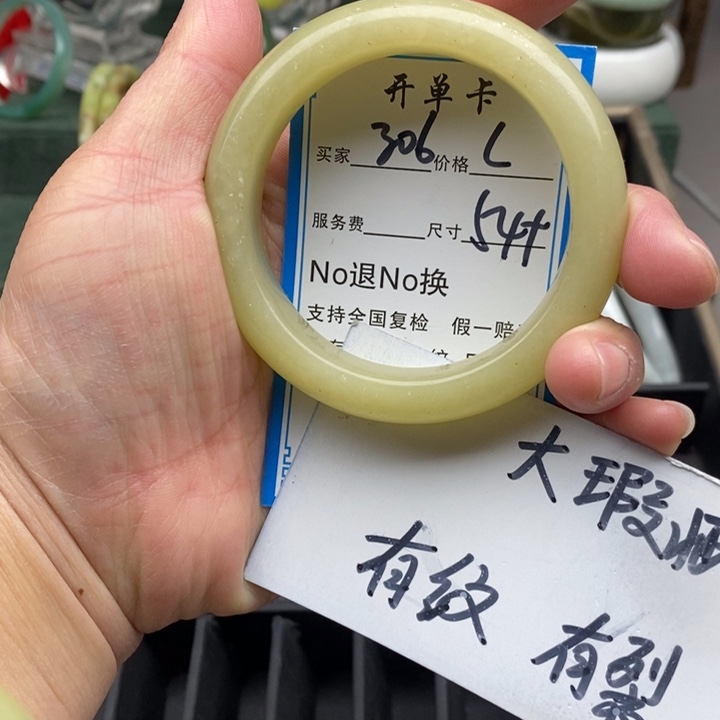 开单卡
买家 306 价格 L
服务费 尺寸 54+
No退No换
支持全国复检 假一赔
大瑕疵
有纹 有裂